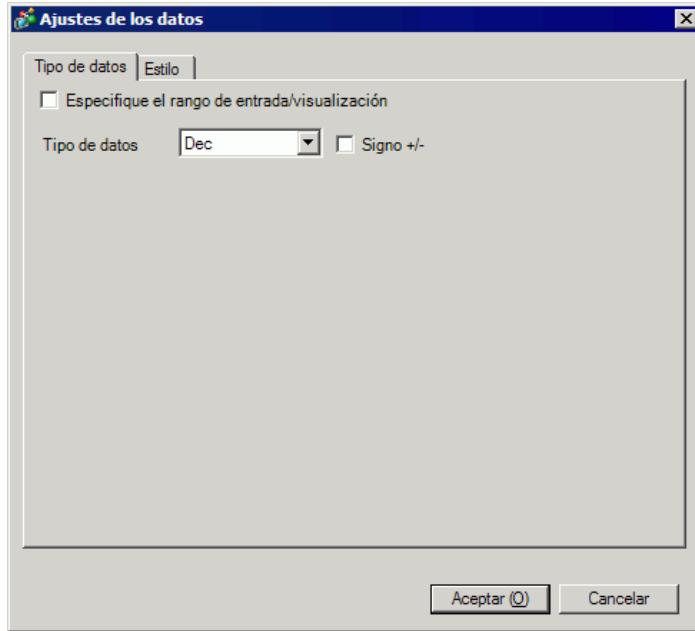 Ajustes de los datos
Tipo de datos Estilo
Especifique el rango de entrada/visualización
Tipo de datos Dec Signo +/-
Aceptar (O) Cancelar